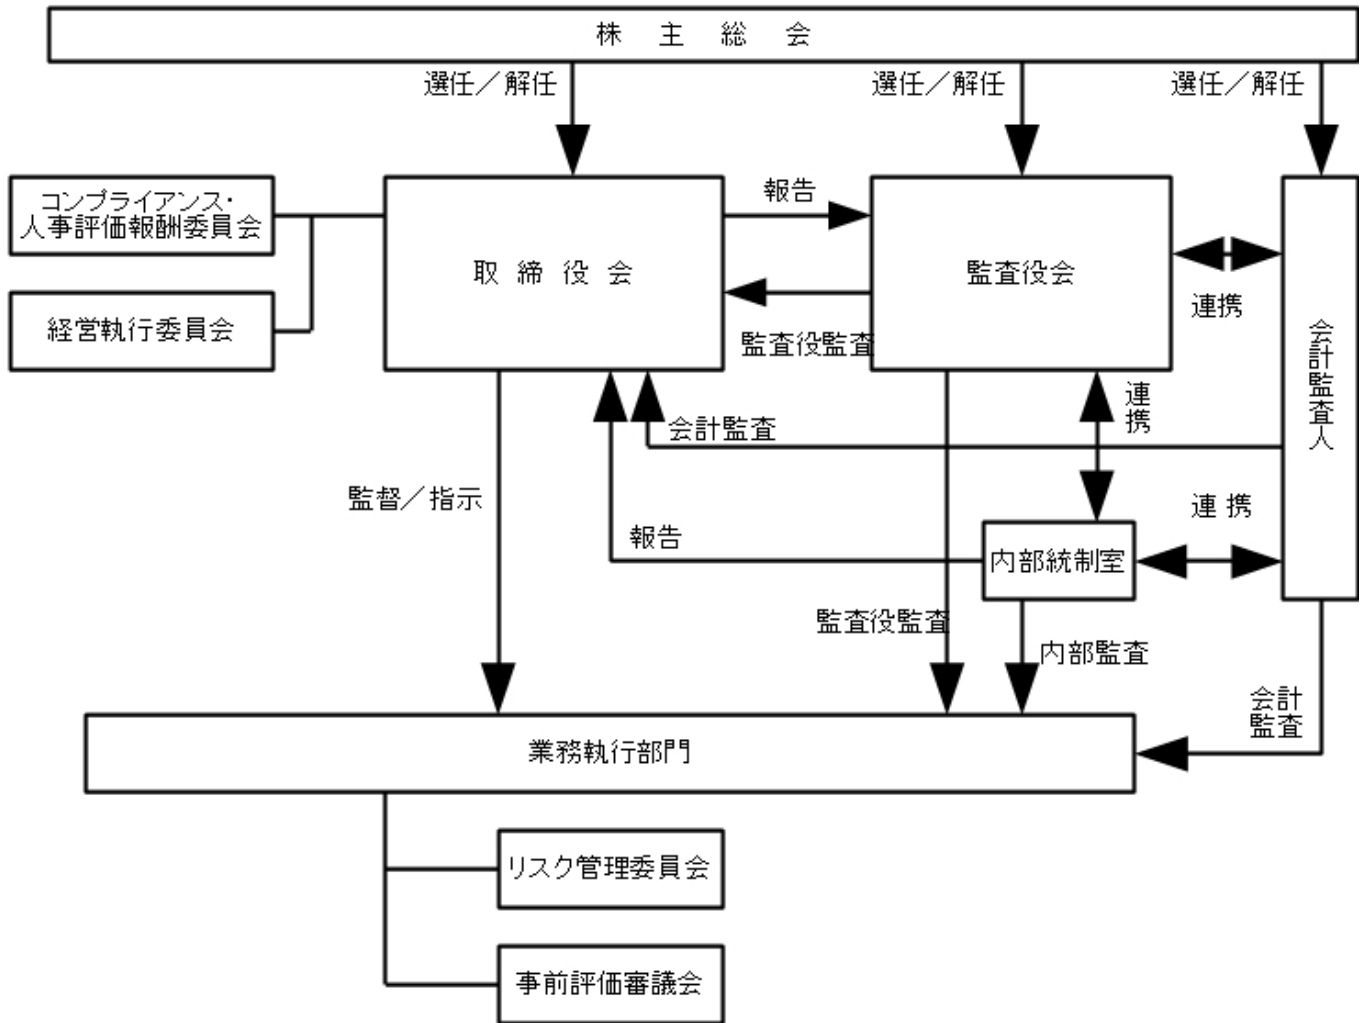 株主総会
選任／解任
選任／解任
選任／解任
コンプライアンス・
人事評価報酬委員会
経営執行委員会
取締役会
報告
監査役会
監査役監査
連携
会計監査人
会計監査
連携
監督／指示
報告
内部統制室
連携
監査役監査
内部監査
会計
監査
業務執行部門
リスク管理委員会
事前評価審議会